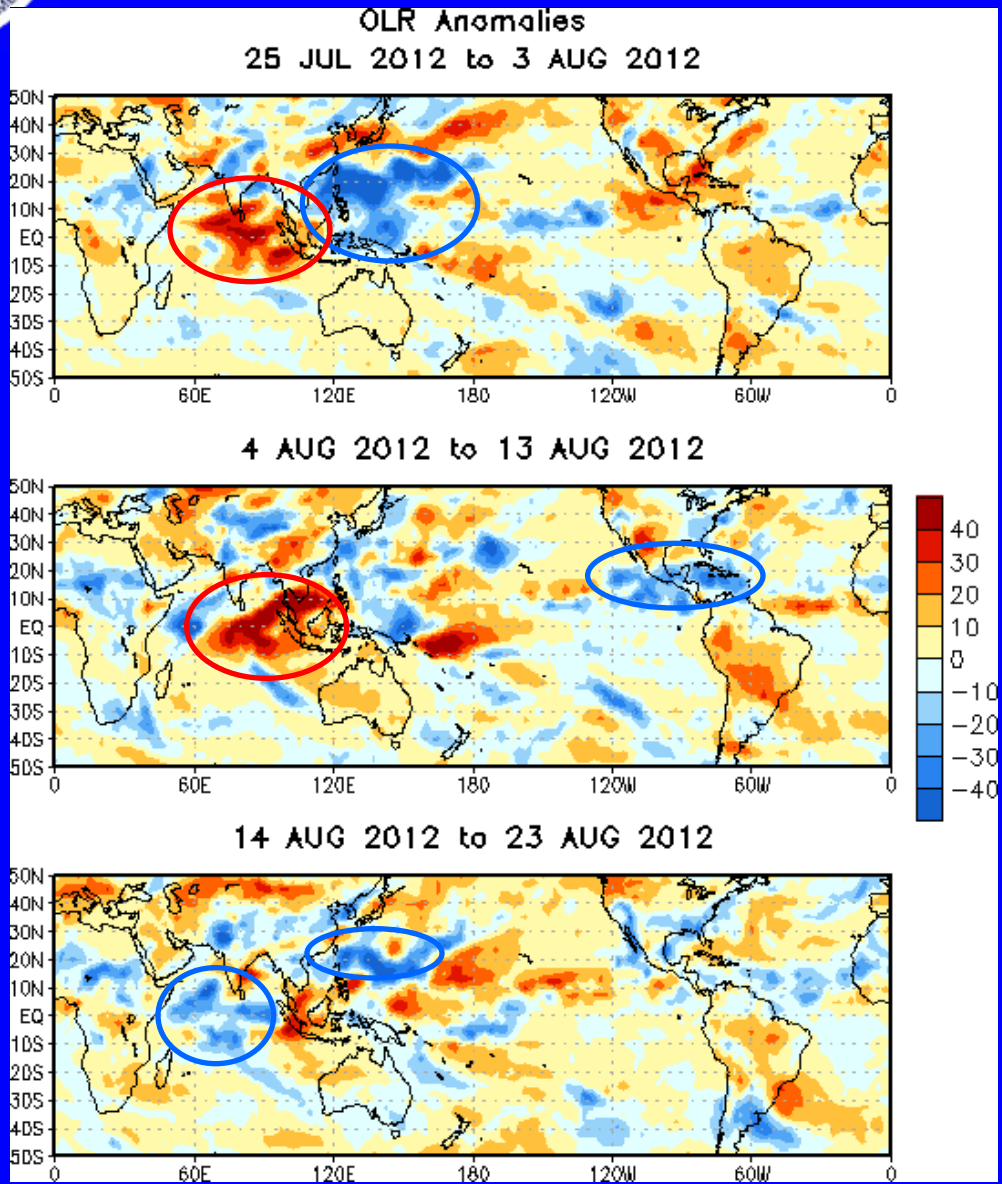 OLR Anomalies
25 JUL 2012 to 3 AUG 2012
50N
40N
30N
20N
10N
EQ
10S
20S
30S
40S
50S
0 60E 120E 180 120W 60W 0
4 AUG 2012 to 13 AUG 2012
50N
40N
30N
20N
10N
EQ
10S
20S
30S
40S
50S
0 60E 120E 180 120W 60W 0
40
30
20
10
0
-10
-20
-30
-40
14 AUG 2012 to 23 AUG 2012
50N
40N
30N
20N
10N
EQ
10S
20S
30S
40S
50S
0 60E 120E 180 120W 60W 0